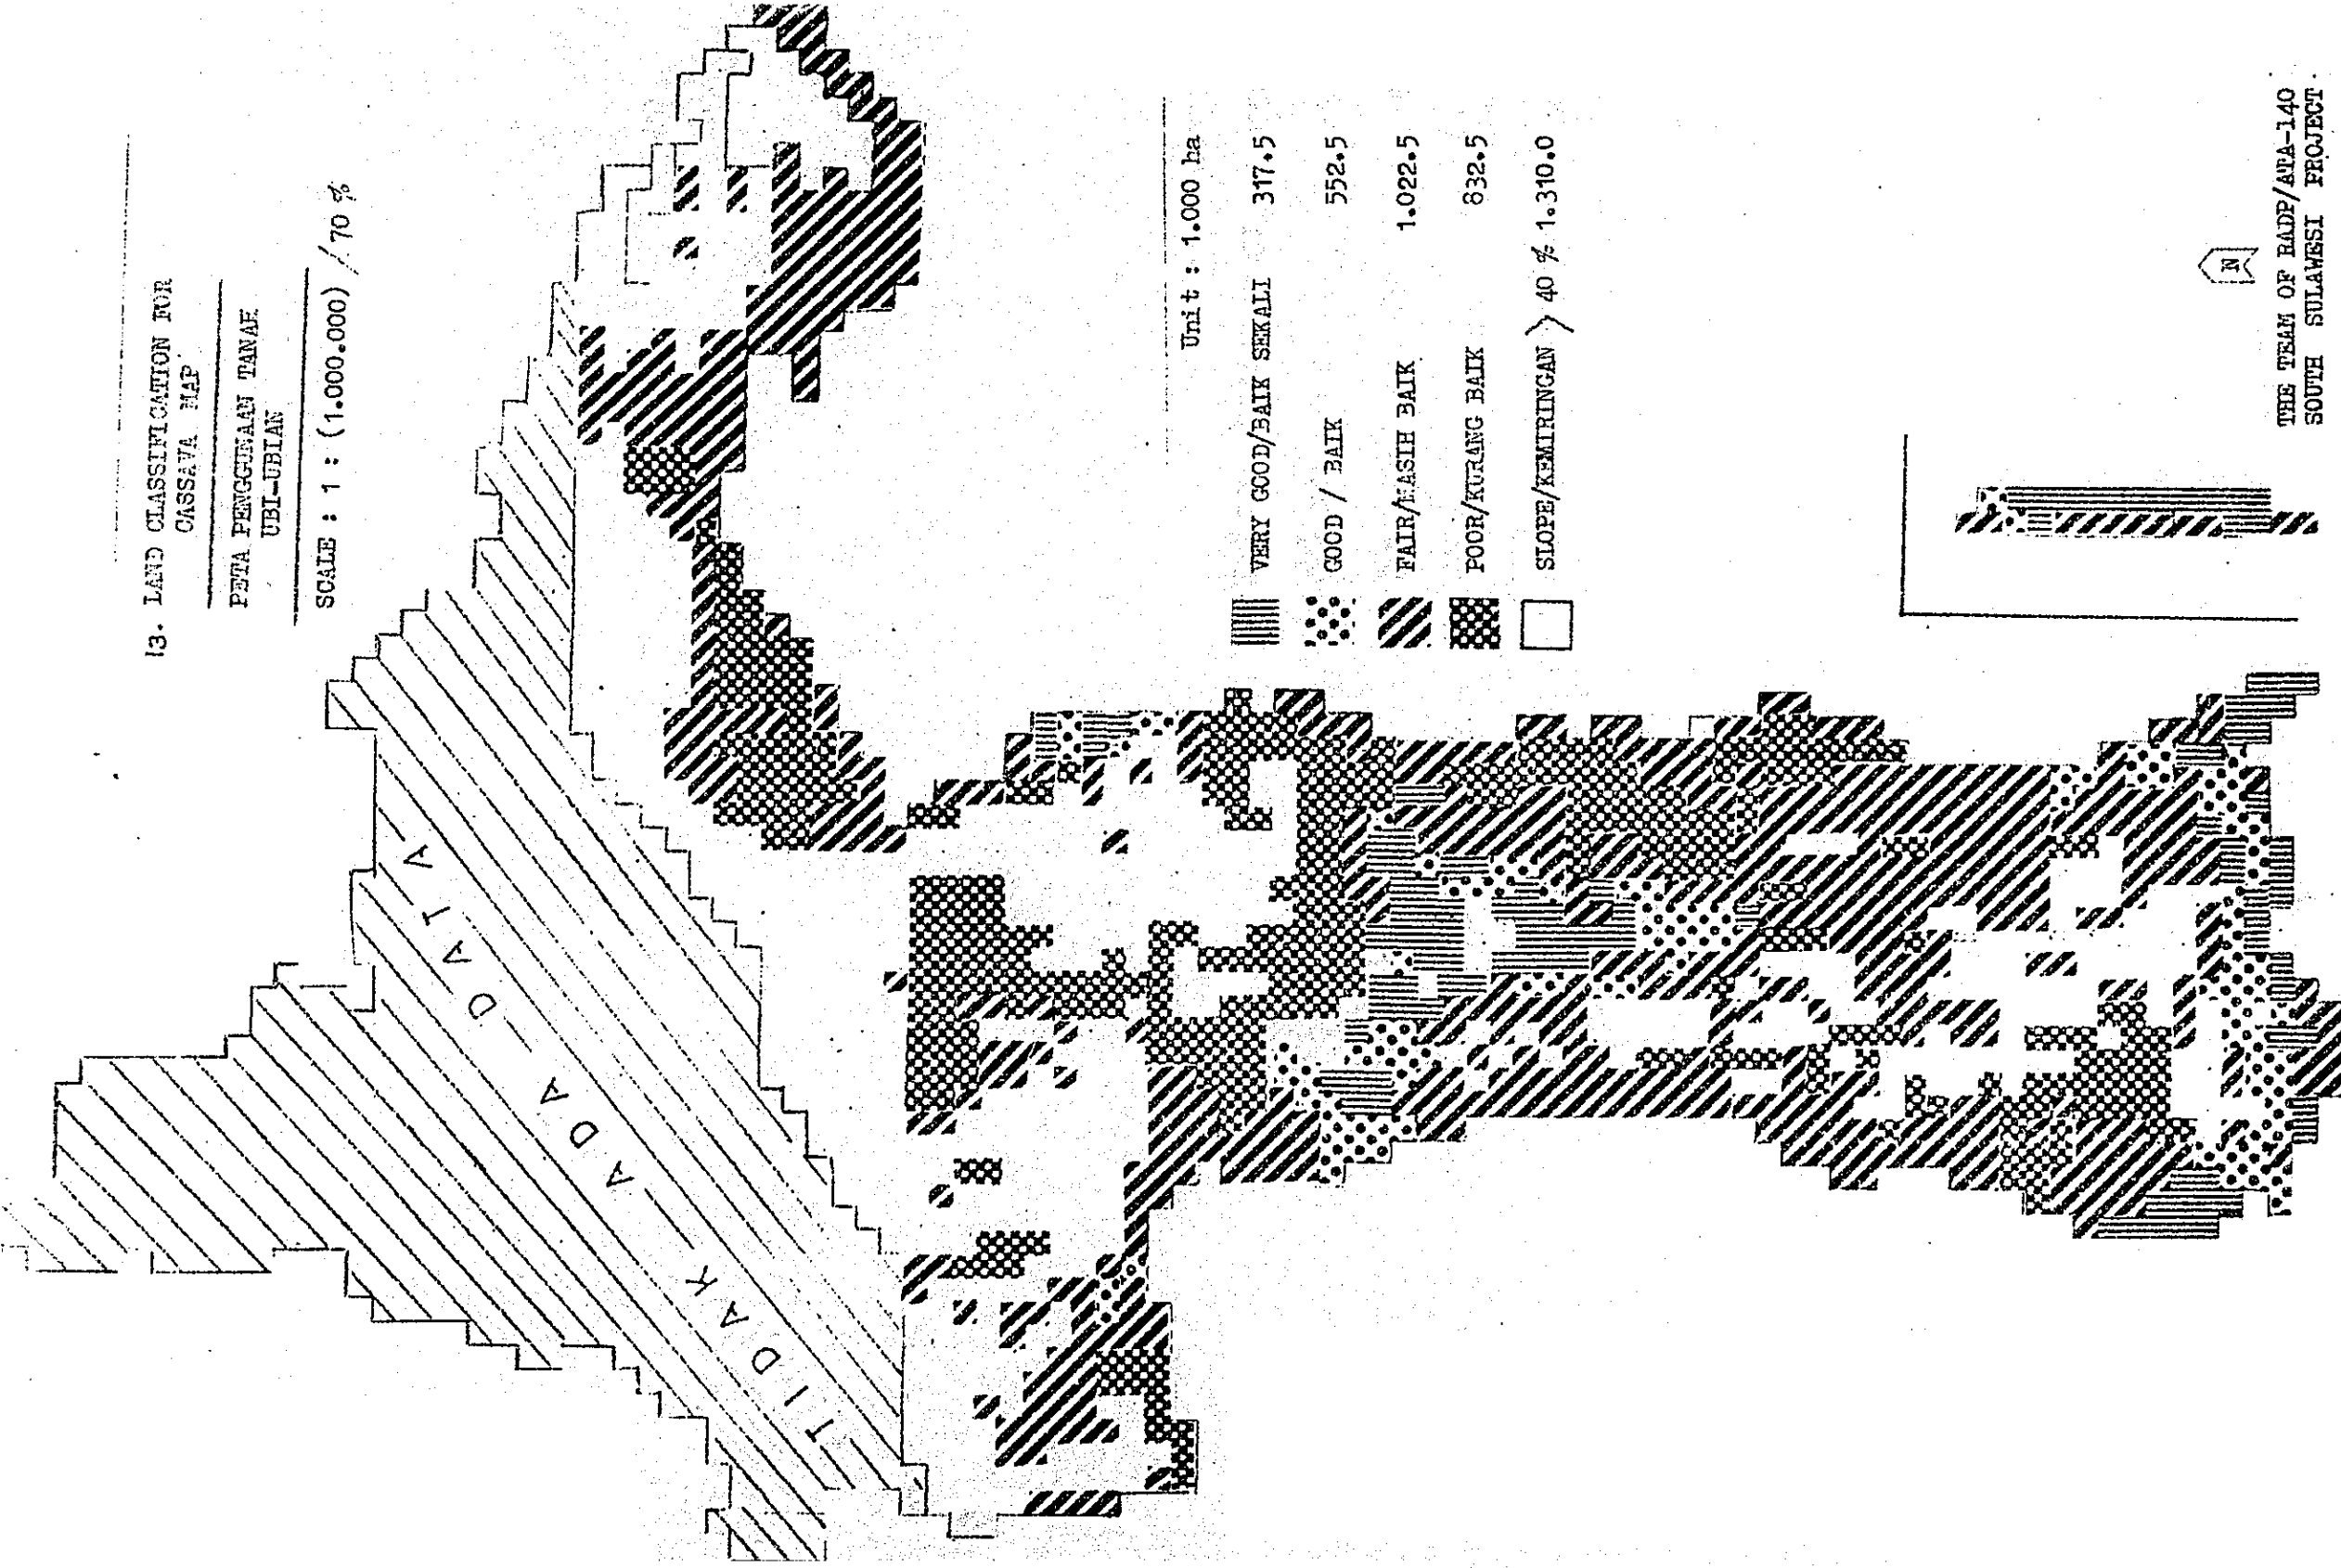 13. LAND CLASSIFICATION FOR
CASSAVA MAP
PETA PENGGUNAAN TANAH
UBI-UBIAN
SCALE : 1 : (1.000.000) / 70 %
TIDAK ADA DATA
Unit : 1.000 ha
VERY GOOD/BAIK SEKALI 317.5
GOOD / BAIK 552.5
FAIR/MASIH BAIK 1.022.5
POOR/KURANG BAIK 832.5
SLOPE/KEMIRINGAN > 40 % 1.310.0
N
THE TEAM OF RADP/ATA-140
SOUTH SULAWESI PROJECT.